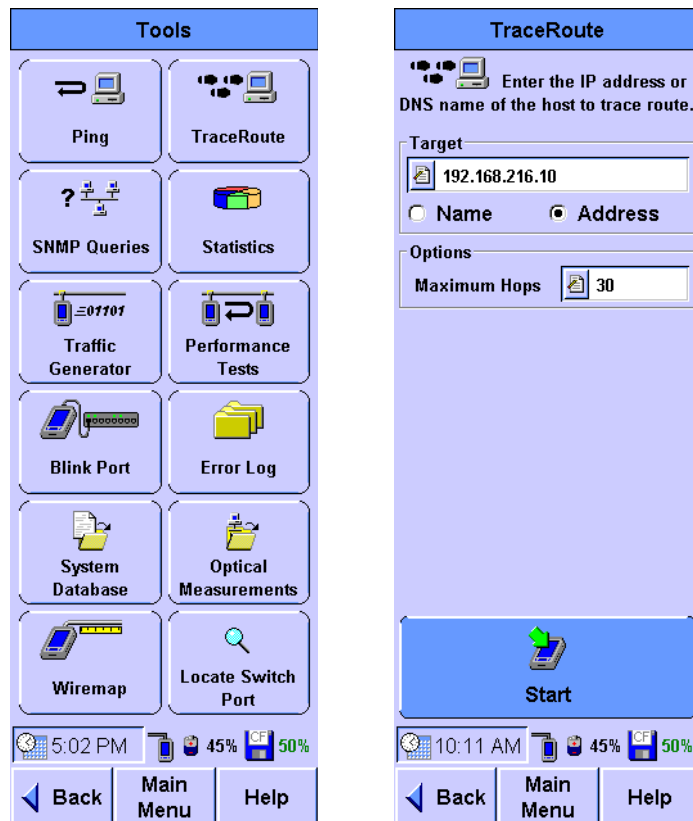 Tools
Ping
TraceRoute
?
SNMP Queries
Statistics
01101
Traffic
Generator
Performance
Tests
Blink Port
Error Log
System
Database
Optical
Measurements
Wiremap
Locate Switch
Port
5:02 PM
45%
CF
50%
Back
Main
Menu
Help
TraceRoute
Enter the IP address or
DNS name of the host to trace route.
Target
192.168.216.10
Name
Address
Options
Maximum Hops
30
Start
10:11 AM
45%
CF
50%
Back
Main
Menu
Help